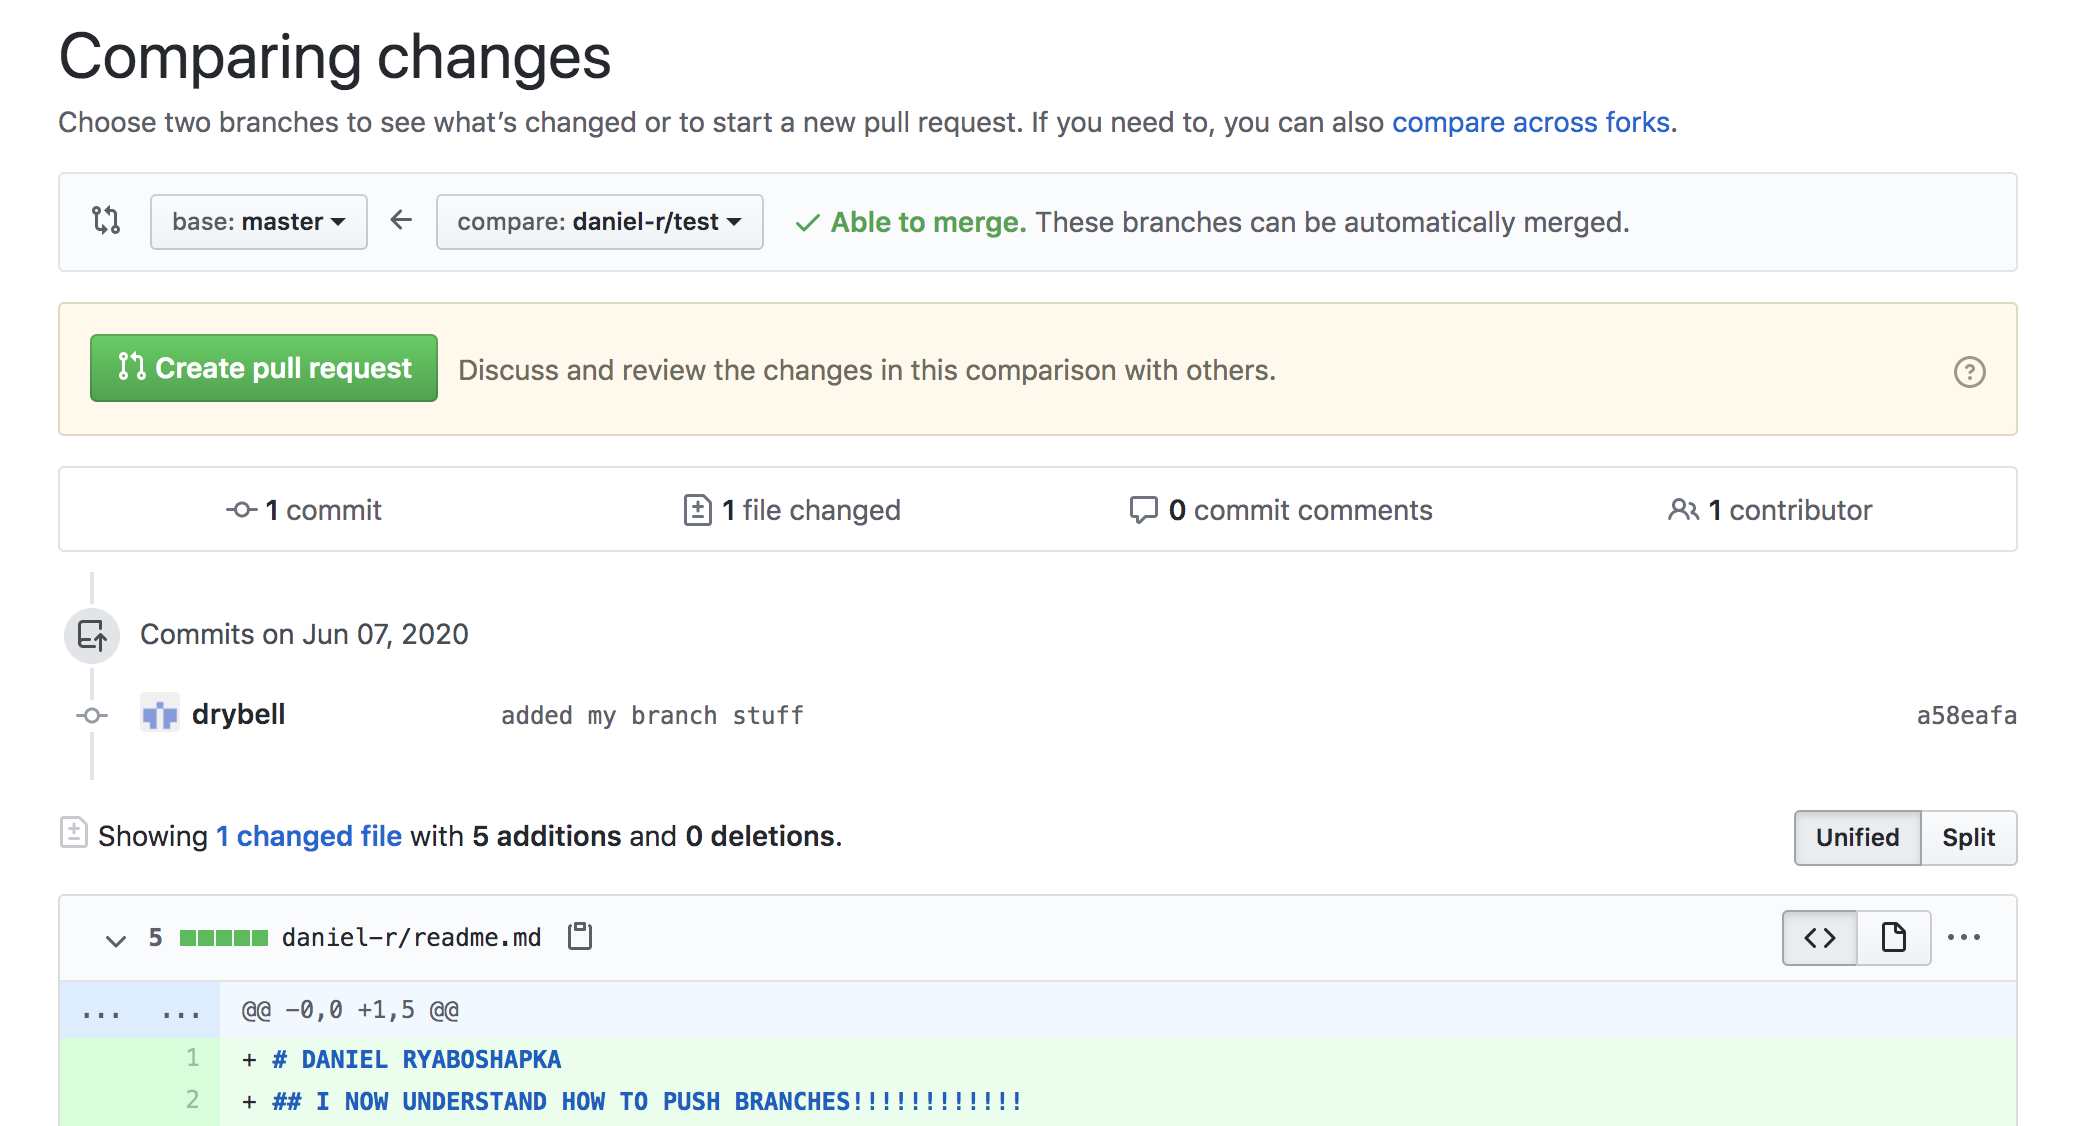 Comparing changes
Choose two branches to see what's changed or to start a new pull request. If you need to, you can also compare across forks.
base: master compare: daniel-r/test Able to merge. These branches can be automatically merged.
Create pull request Discuss and review the changes in this comparison with others.
1 commit 1 file changed 0 commit comments 1 contributor
Commits on Jun 07, 2020
drybell added my branch stuff a58eafa
Showing 1 changed file with 5 additions and 0 deletions. Unified Split
5 daniel-r/readme.md
... ... @@ -0,0 +1,5 @@
1 + # DANIEL RYABOSHAPKA
2 + ## I NOW UNDERSTAND HOW TO PUSH BRANCHES!!!!!!!!!!!!